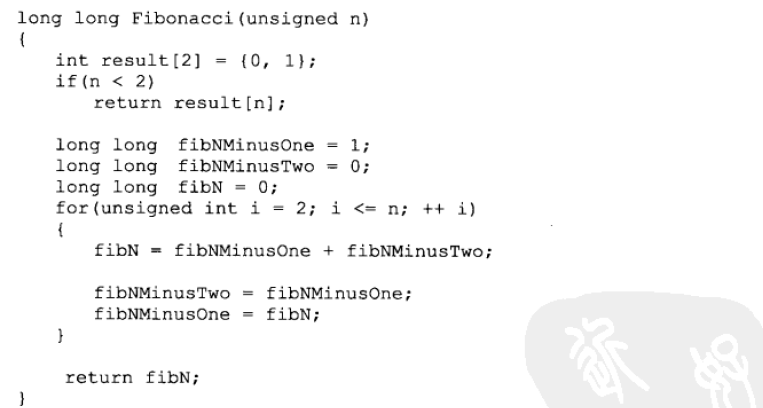 long long Fibonacci(unsigned n)
{
    int result[2] = {0, 1};
    if(n < 2)
        return result[n];

    long long  fibNMinusOne = 1;
    long long  fibNMinusTwo = 0;
    long long  fibN = 0;
    for(unsigned int i = 2; i <= n; ++ i)
    {
        fibN = fibNMinusOne + fibNMinusTwo;

        fibNMinusTwo = fibNMinusOne;
        fibNMinusOne = fibN;
    }

     return fibN;
}